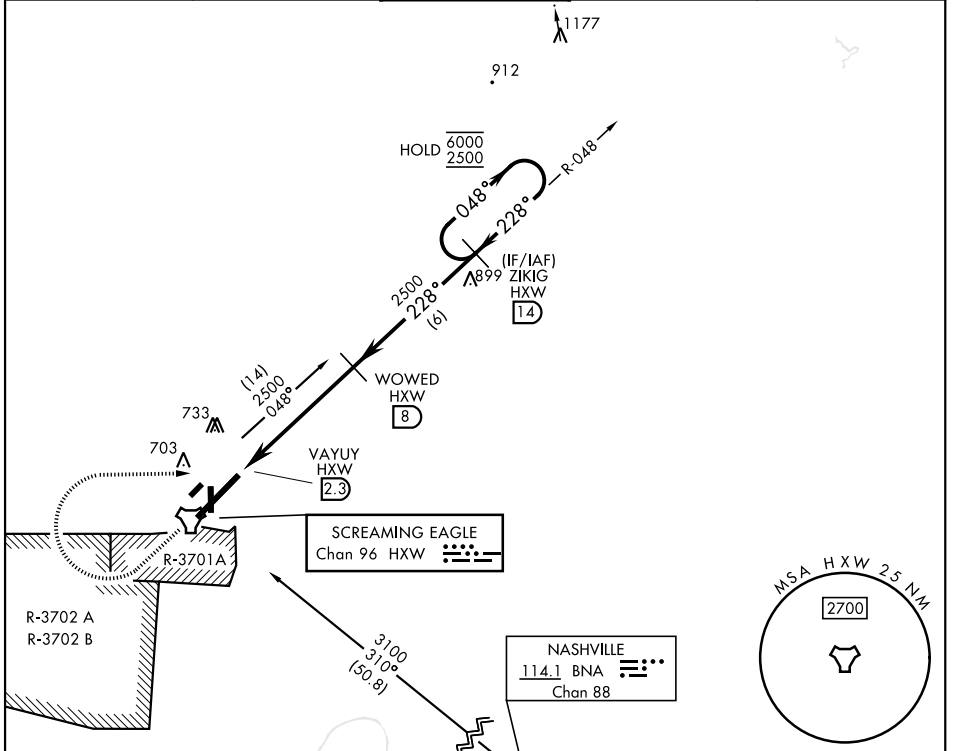 1177
912
HOLD 6000
2500
R-048
048°
228°
(IF/IAF)
899 ZIKIG
HXW
14
2500
228°
(6)
WOWED
HXW
8
(14)
2500
048°
733
703
VAYUY
HXW
2.3
SCREAMING EAGLE
Chan 96 HXW
R-3701A
R-3702 A
R-3702 B
3100
310°
(50.8)
NASHVILLE
114.1 BNA
Chan 88
MSA HXW 25 NM
2700